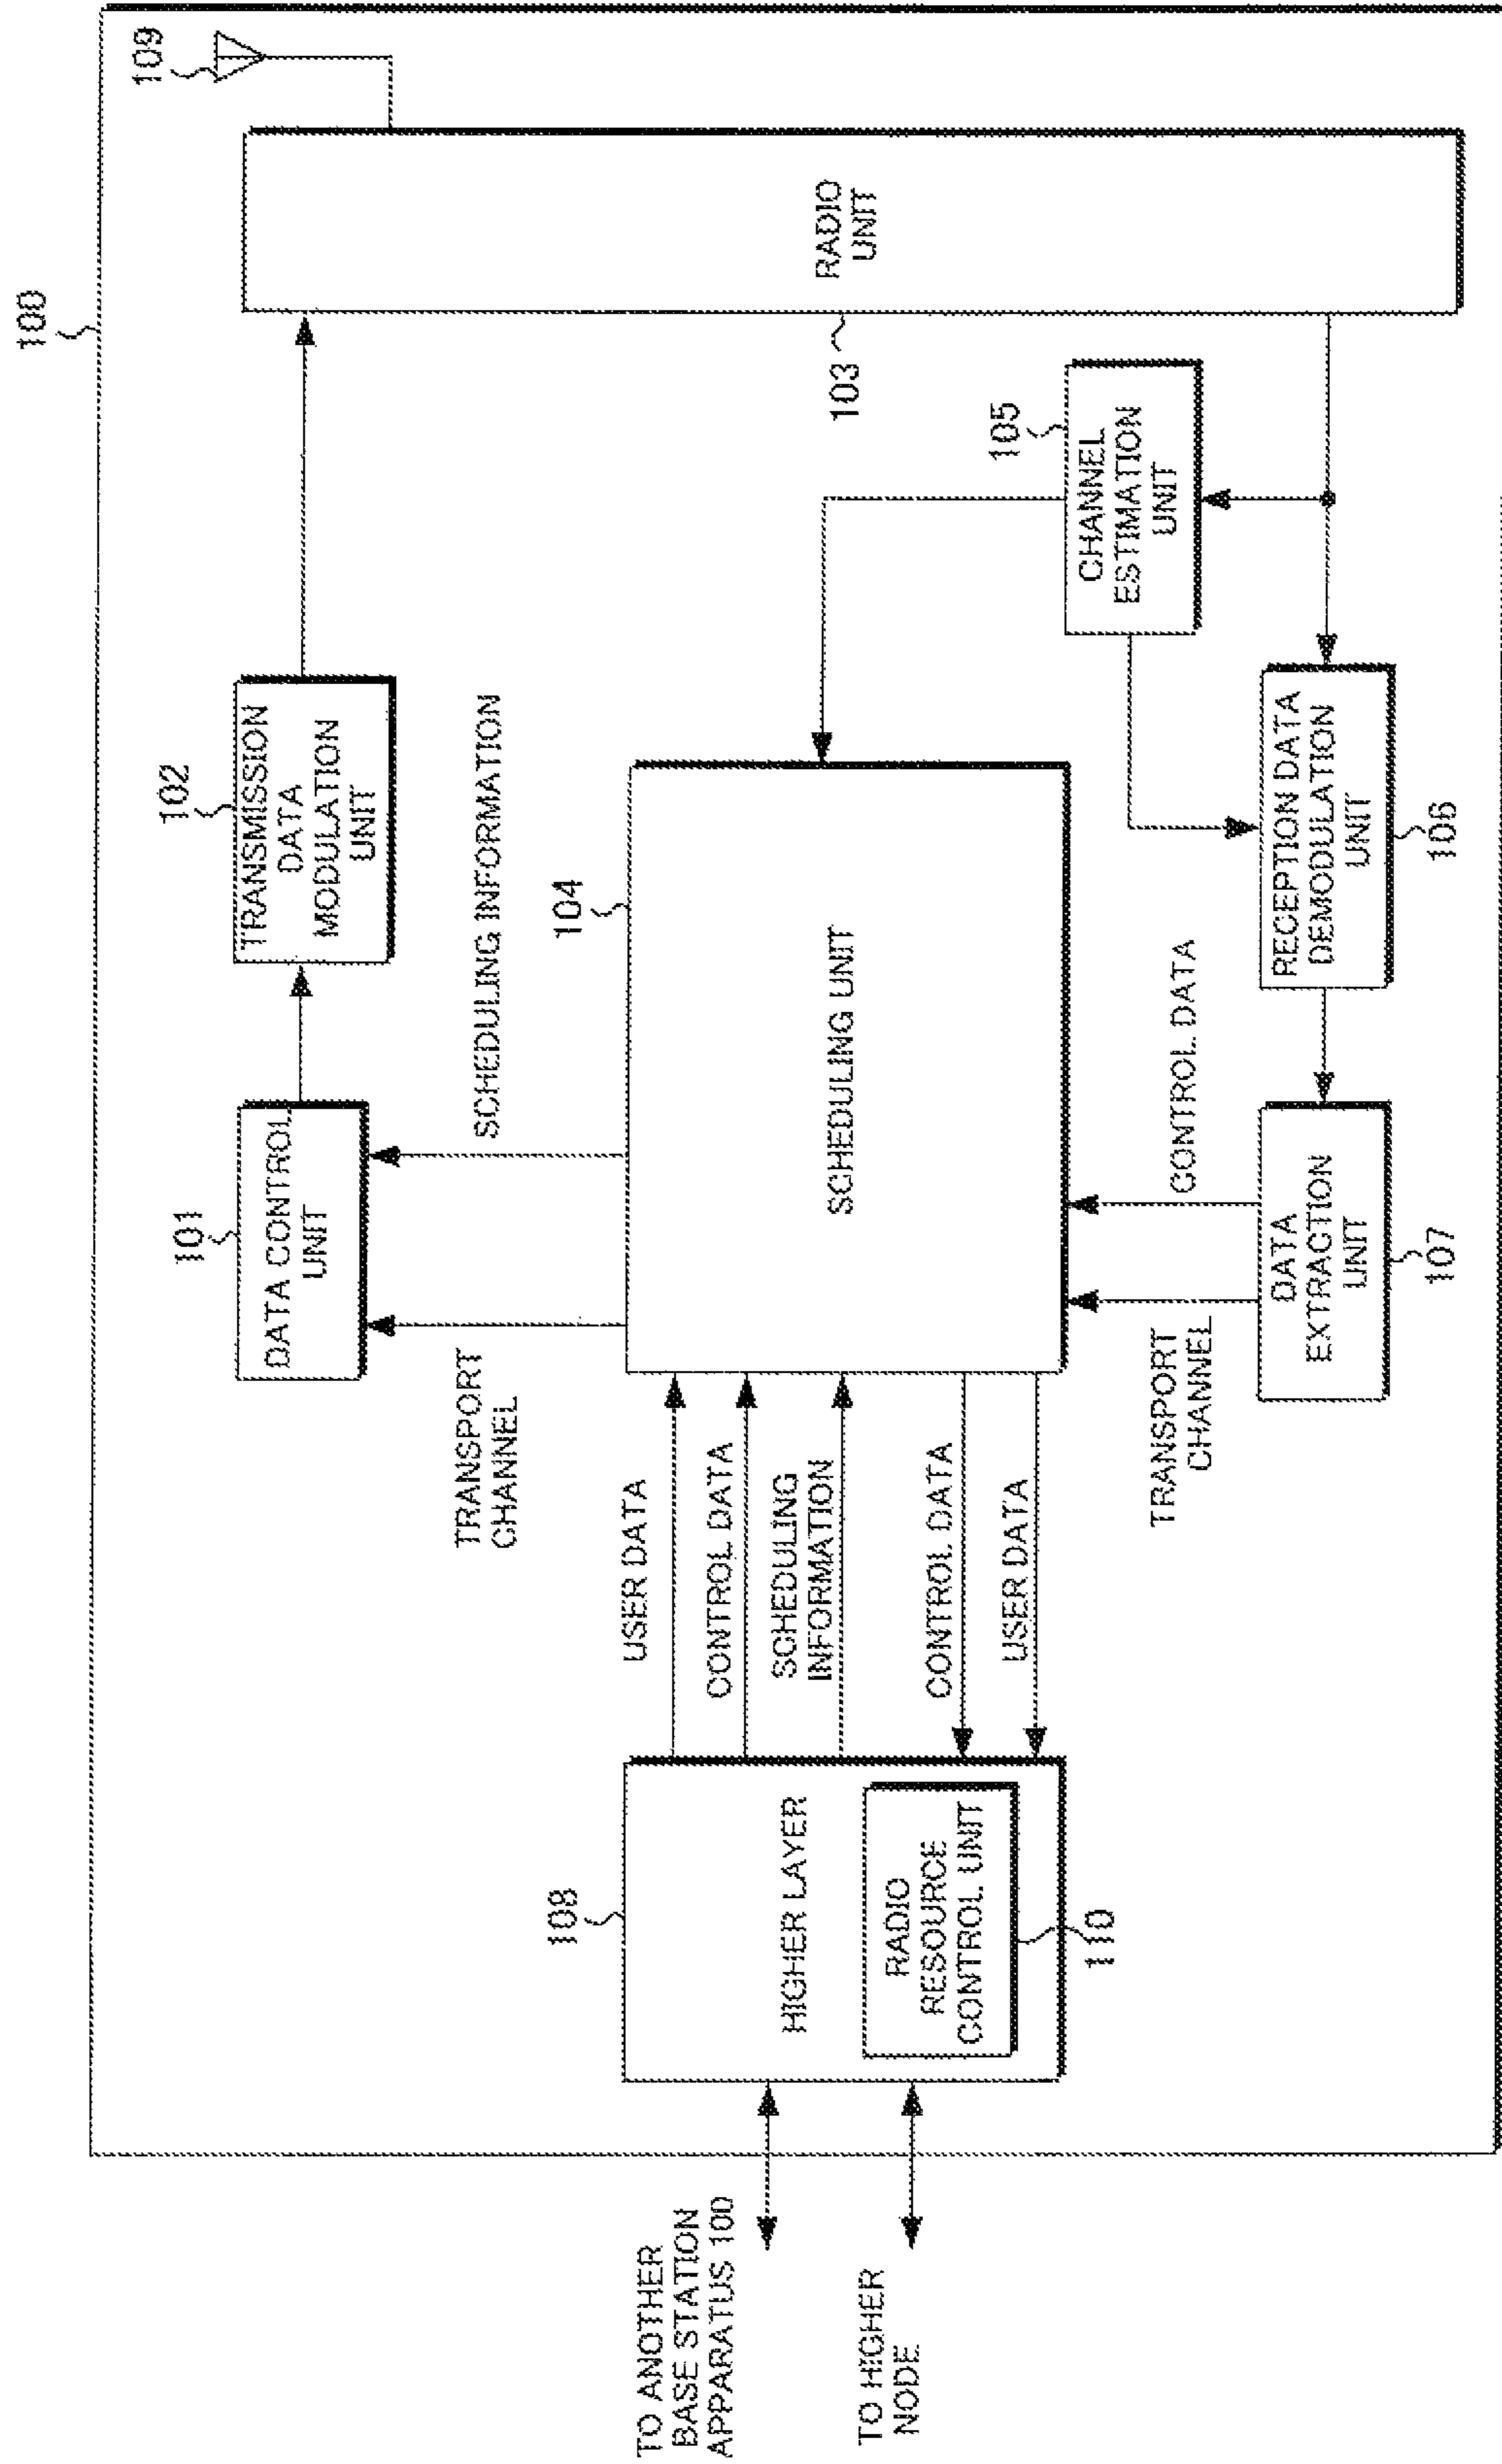 100
109
RADIO
UNIT
103
102
TRANSMISSION
DATA
MODULATION
UNIT
101
DATA CONTROL
UNIT
SCHEDULING INFORMATION
TRANSPORT
CHANNEL
104
SCHEDULING UNIT
105
CHANNEL
ESTIMATION
UNIT
RECEPTION DATA
DEMODULATION
UNIT
106
CONTROL DATA
DATA
EXTRACTION
UNIT
107
TRANSPORT
CHANNEL
USER DATA
CONTROL DATA
SCHEDULING
INFORMATION
CONTROL DATA
USER DATA
108
HIGHER LAYER
RADIO
RESOURCE
CONTROL UNIT
110
TO ANOTHER
BASE STATION
APPARATUS 100
TO HIGHER
NODE